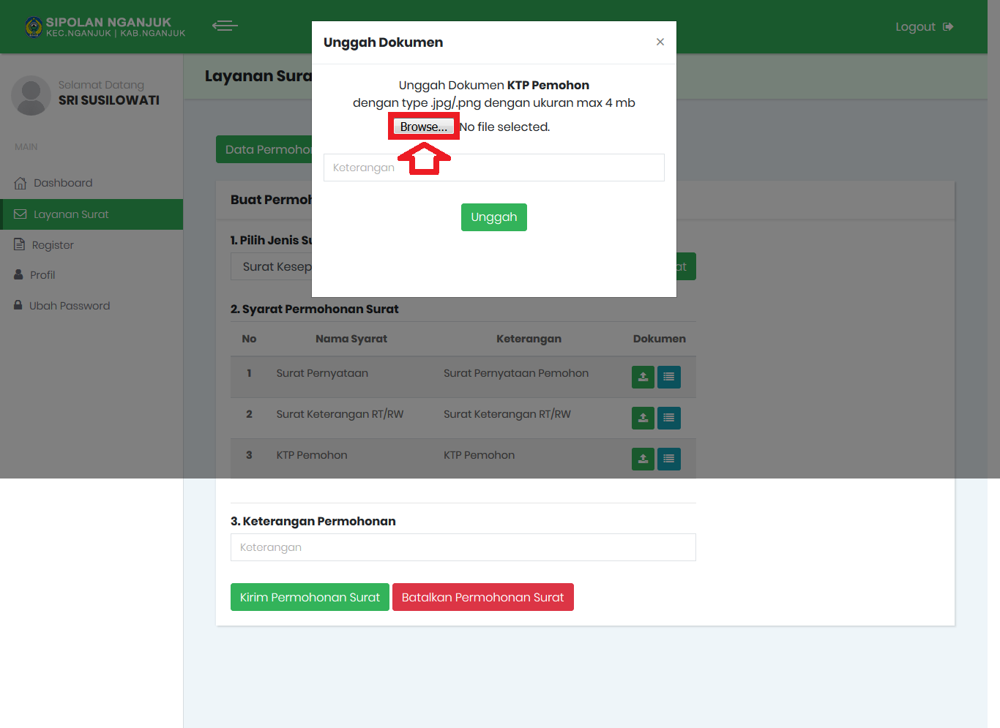 SIPOLAN NGANJUK
KEC.NGANJUK | KAB.NGANJUK
Logout
Selamat Datang
SRI SUSILOWATI
MAIN
Dashboard
Layanan Surat
Register
Profil
Ubah Password
Layanan Sura
Unggah Dokumen
×
Unggah Dokumen KTP Pemohon
dengan type .jpg/.png dengan ukuran max 4 mb
Browse... No file selected.
Keterangan
Unggah
Data Permohon
Buat Permoh
1. Pilih Jenis Su
Surat Kesep
at
2. Syarat Permohonan Surat
No Nama Syarat Keterangan Dokumen
1 Surat Pernyataan Surat Pernyataan Pemohon
2 Surat Keterangan RT/RW Surat Keterangan RT/RW
3 KTP Pemohon KTP Pemohon
3. Keterangan Permohonan
Keterangan
Kirim Permohonan Surat Batalkan Permohonan Surat